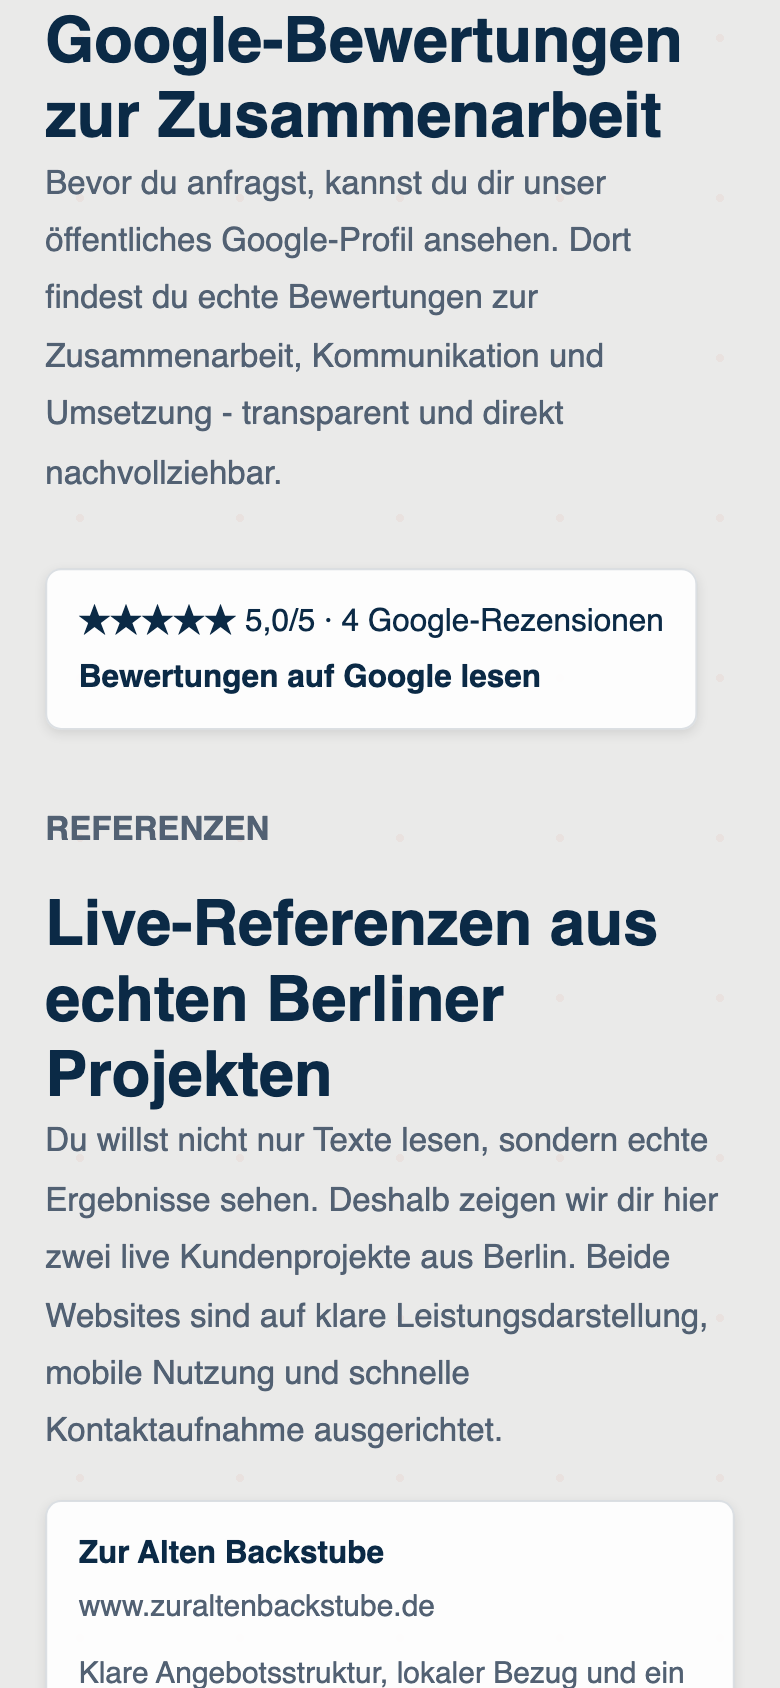 Google-Bewertungen
zur Zusammenarbeit
Bevor du anfragst, kannst du dir unser
öffentliches Google-Profil ansehen. Dort
findest du echte Bewertungen zur
Zusammenarbeit, Kommunikation und
Umsetzung - transparent und direkt
nachvollziehbar.
★★★★★ 5,0/5 · 4 Google-Rezensionen
Bewertungen auf Google lesen
REFERENZEN
Live-Referenzen aus
echten Berliner
Projekten
Du willst nicht nur Texte lesen, sondern echte
Ergebnisse sehen. Deshalb zeigen wir dir hier
zwei live Kundenprojekte aus Berlin. Beide
Websites sind auf klare Leistungsdarstellung,
mobile Nutzung und schnelle
Kontaktaufnahme ausgerichtet.
Zur Alten Backstube
www.zuraltenbackstube.de
Klare Angebotsstruktur, lokaler Bezug und ein